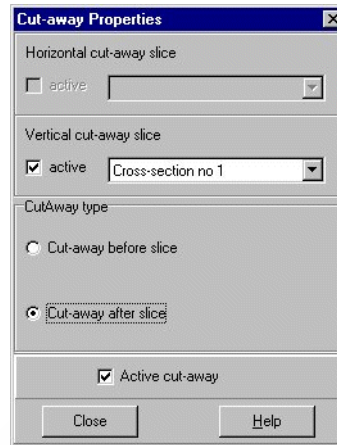 Cut-away Properties
Horizontal cut-away slice
active
Vertical cut-away slice
active Cross-section no 1
CutAway type
Cut-away before slice
Cut-away after slice
Active cut-away
Close Help